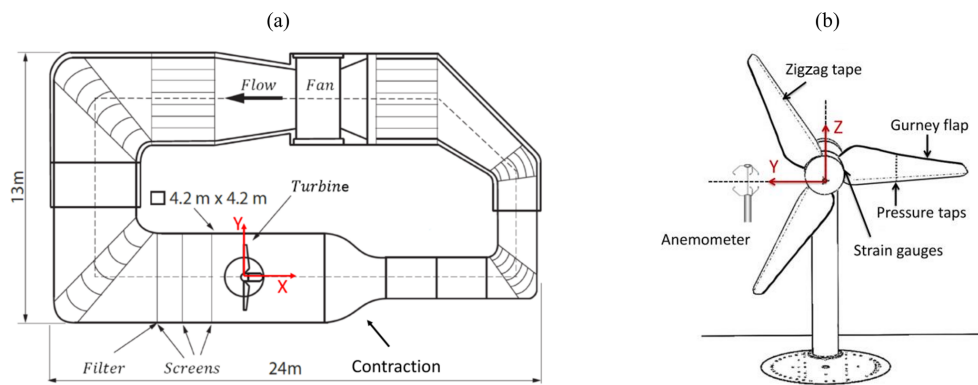 (a)
(b)
Flow
Fan
13m
4.2 m x 4.2 m
Turbine
Y
X
Filter
Screens
24m
Contraction
Zigzag tape
Z
Gurney flap
Y
Pressure taps
Anemometer
Strain gauges